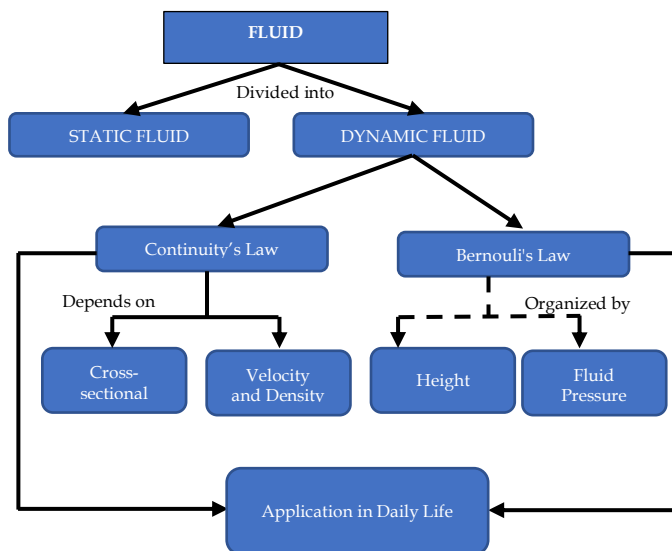 FLUID
Divided into
STATIC FLUID
DYNAMIC FLUID
Continuity’s Law
Bernouli's Law
Depends on
Organized by
Cross-
sectional
Velocity
and Density
Height
Fluid
Pressure
Application in Daily Life